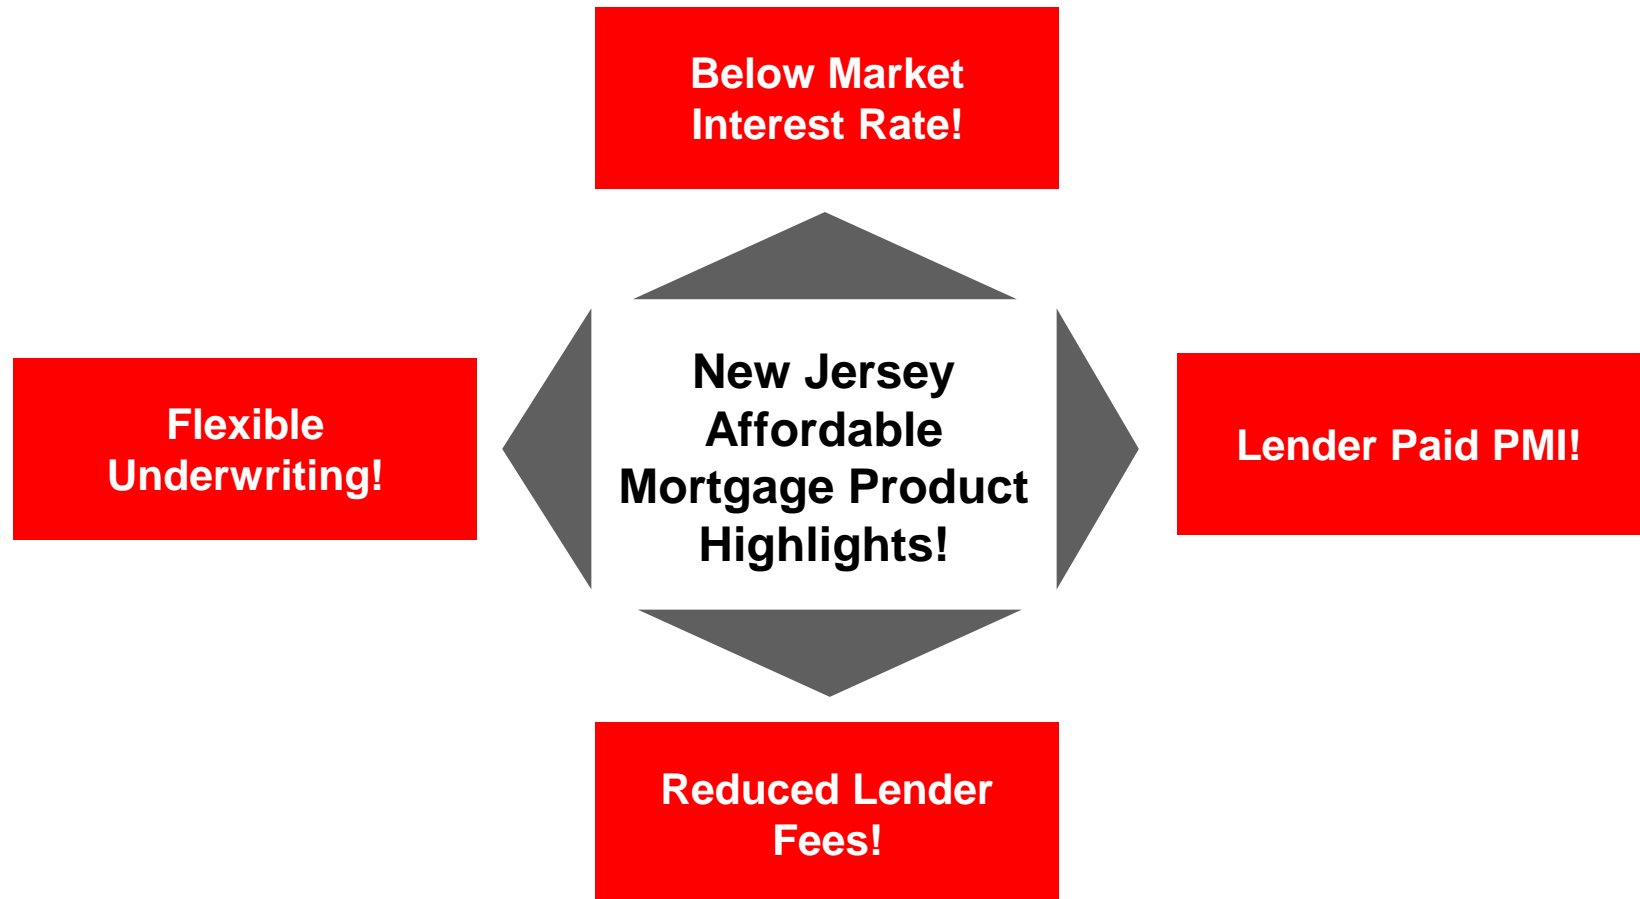 Below Market
Interest Rate!
New Jersey
Affordable
Mortgage Product
Highlights!
Flexible
Underwriting!
Lender Paid PMI!
Reduced Lender
Fees!